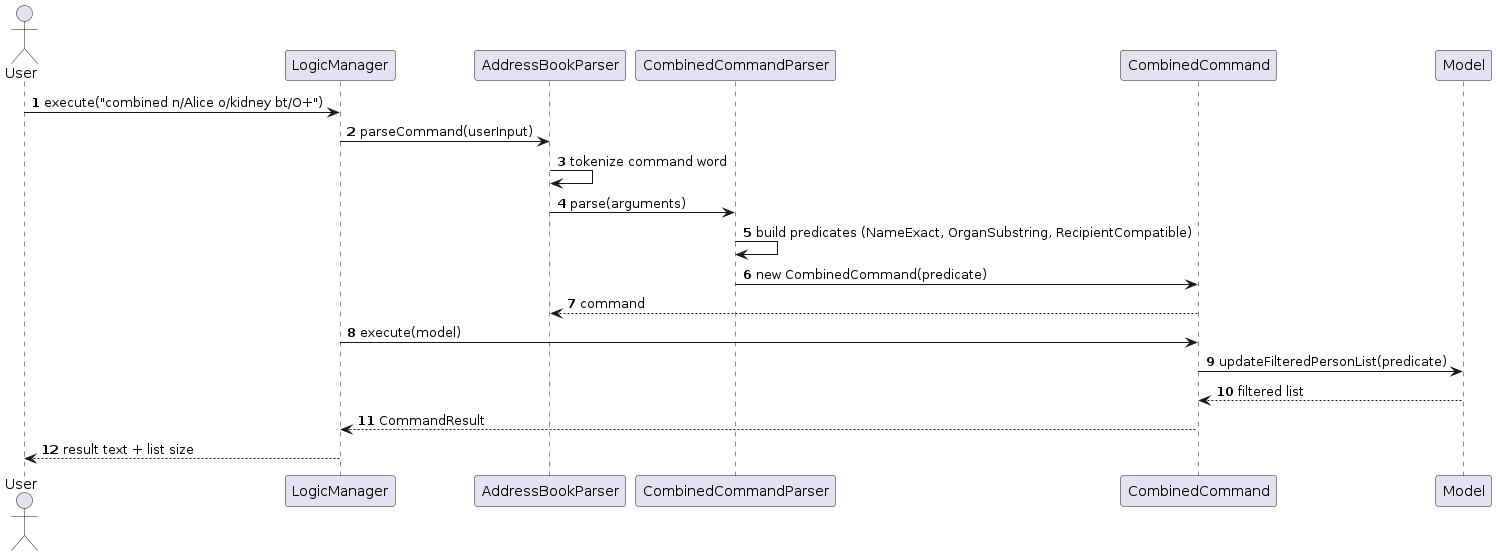 User
LogicManager
AddressBookParser
CombinedCommandParser
CombinedCommand
Model
1 execute("combined n/Alice o/kidney bt/O+")
2 parseCommand(userInput)
3 tokenize command word
4 parse(arguments)
5 build predicates (NameExact, OrganSubstring, RecipientCompatible)
6 new CombinedCommand(predicate)
7 command
8 execute(model)
9 updateFilteredPersonList(predicate)
10 filtered list
11 CommandResult
12 result text + list size
User
LogicManager
AddressBookParser
CombinedCommandParser
CombinedCommand
Model